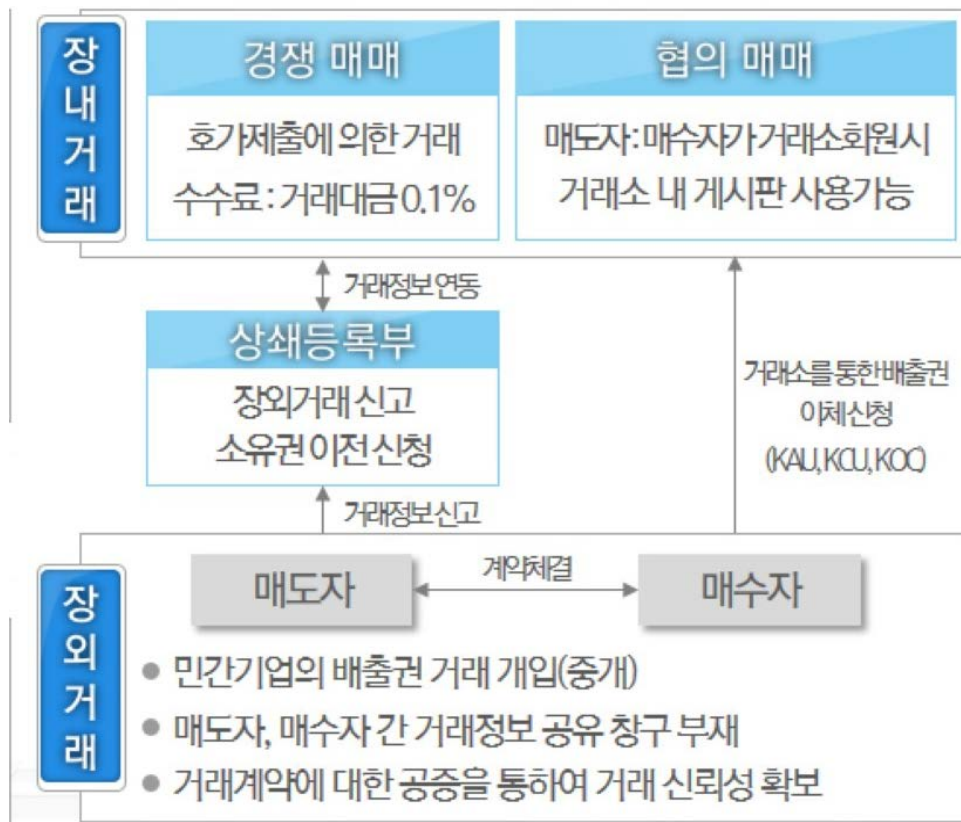 장내거래
경쟁 매매
호가제출에 의한 거래
수수료 : 거래대금 0.1%
협의 매매
매도자 : 매수자가 거래소회원 시
거래소 내 게시판 사용가능
거래정보 연동
상쇄등록부
장외거래 신고
소유권 이전 신청
거래소를 통한 배출권
이체 신청
(KAU, KCU, KOC)
거래정보 신고
장외거래
매도자
계약체결
매수자
● 민간기업의 배출권 거래 개입(중개)
● 매도자, 매수자 간 거래정보 공유 창구 부재
● 거래계약에 대한 공증을 통하여 거래 신뢰성 확보